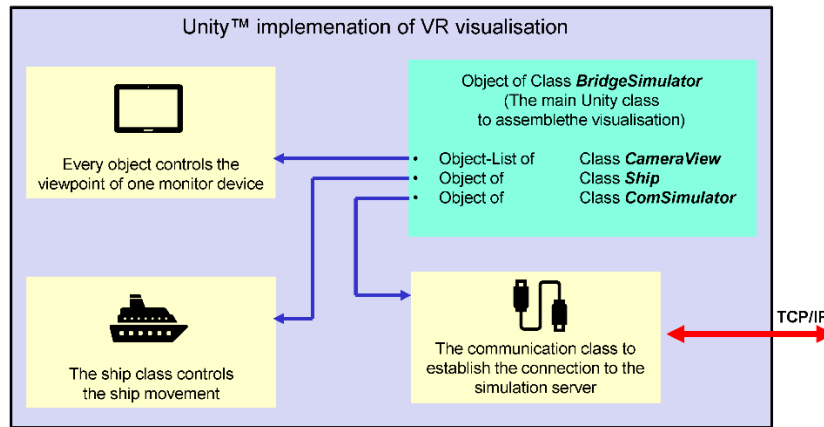 Unity™ implemenation of VR visualisation
Every object controls the
viewpoint of one monitor device
Object of Class BridgeSimulator
(The main Unity class
to assemblethe visualisation)
• Object-List of Class CameraView
• Object of Class Ship
• Object of Class ComSimulator
The ship class controls
the ship movement
The communication class to
establish the connection to the
simulation server
TCP/IP